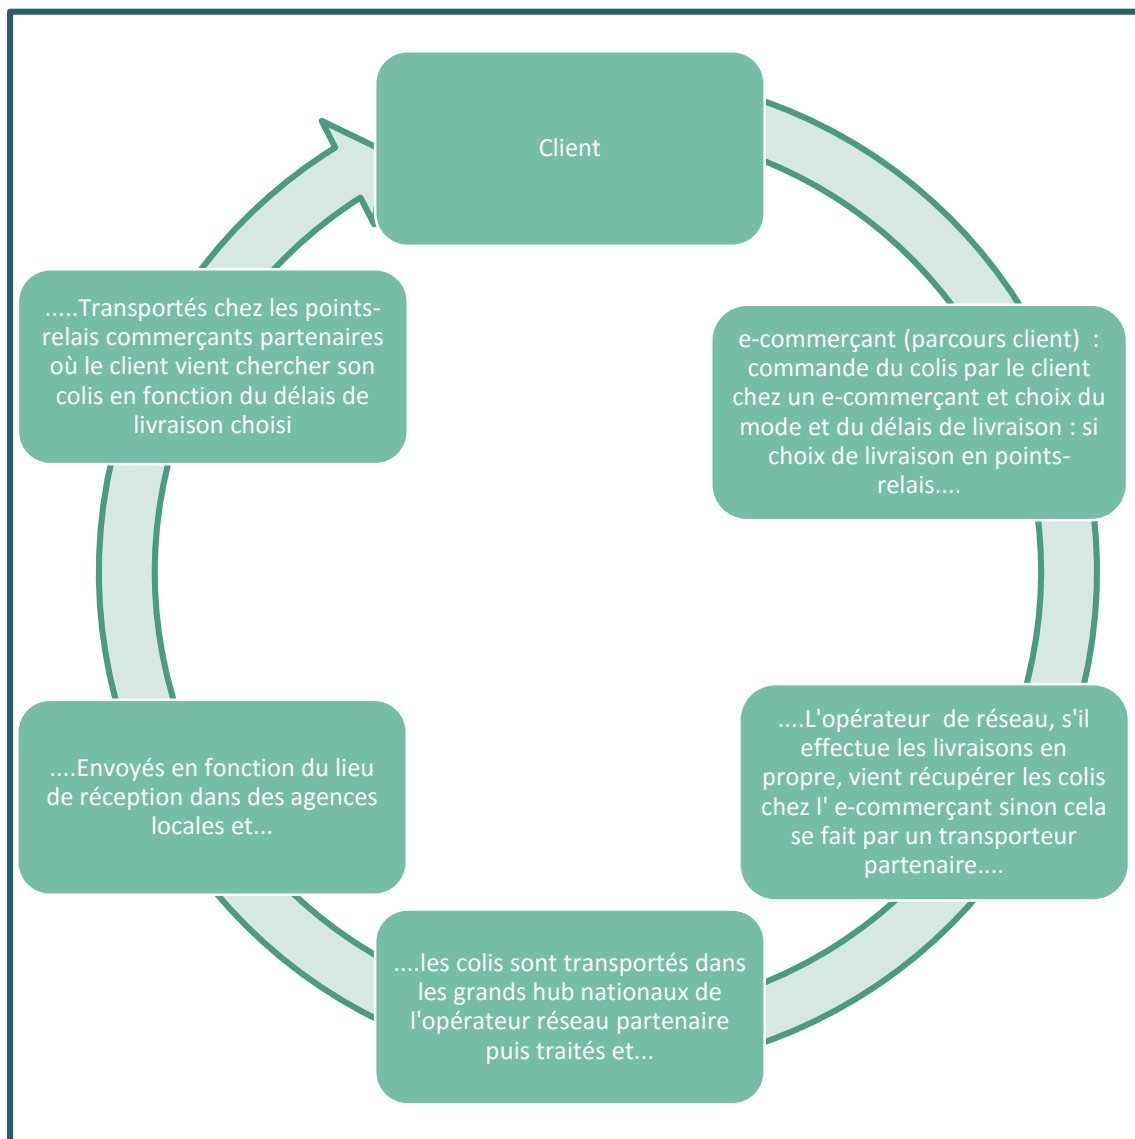 Client
e-commerçant (parcours client)  :
commande du colis par le client
chez un e-commerçant et choix du
mode et du délais de livraison : si
choix de livraison en points-
relais....
....L'opérateur  de réseau, s'il
effectue les livraisons en
propre, vient récupérer les colis
chez l' e-commerçant sinon cela
se fait par un transporteur
partenaire....
....les colis sont transportés dans
les grands hub nationaux de
l'opérateur réseau partenaire
puis traités et...
....Envoyés en fonction du lieu
de réception dans des agences
locales et...
.....Transportés chez les points-
relais commerçants partenaires
où le client vient chercher son
colis en fonction du délais de
livraison choisi